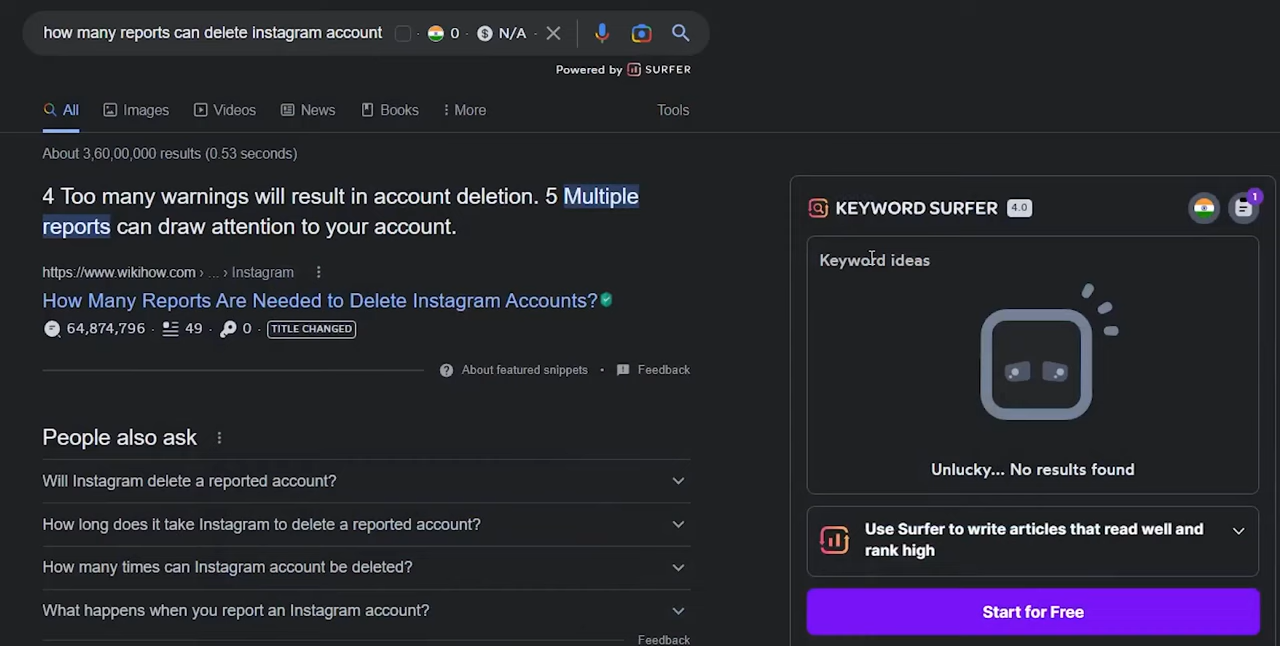 how many reports can delete instagram account · 0 · $ N/A ·
Powered by SURFER
All Images Videos News Books More Tools
About 3,60,00,000 results (0.53 seconds)
4 Too many warnings will result in account deletion. 5 Multiple
reports can draw attention to your account.
https://www.wikihow.com › ... › Instagram
How Many Reports Are Needed to Delete Instagram Accounts?
64,874,796 · 49 · 0 · TITLE CHANGED
? About featured snippets • Feedback
People also ask
Will Instagram delete a reported account?
How long does it take Instagram to delete a reported account?
How many times can Instagram account be deleted?
What happens when you report an Instagram account?
Feedback
KEYWORD SURFER 4.0 1
Keyword ideas
Unlucky... No results found
Use Surfer to write articles that read well and
rank high
Start for Free